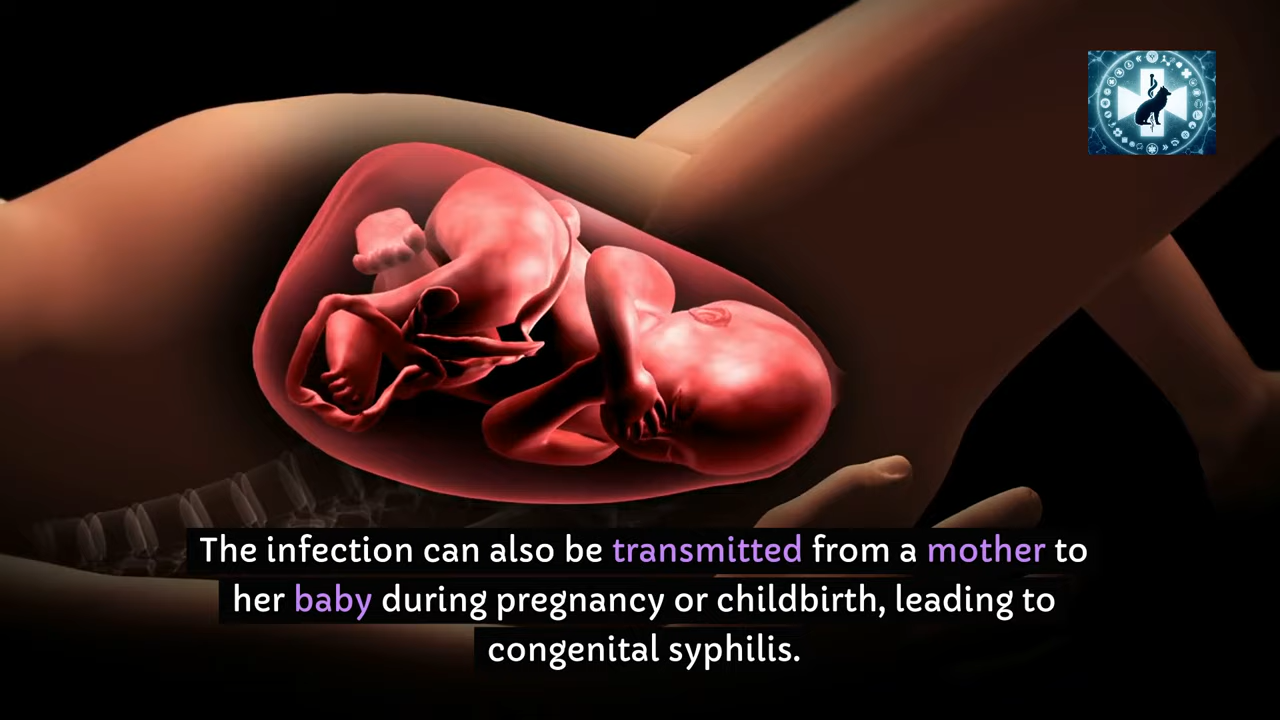 The infection can also be transmitted from a mother to
her baby during pregnancy or childbirth, leading to
congenital syphilis.